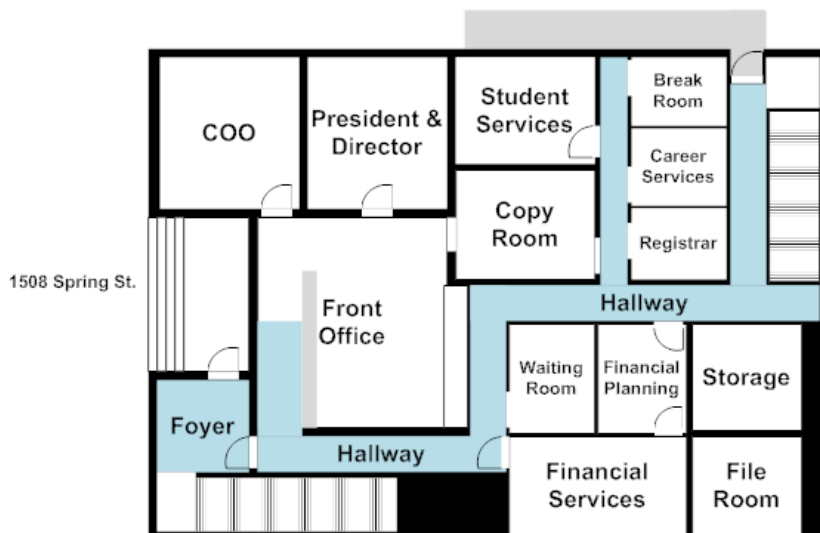 COO
President &
Director
Student
Services
Break
Room
Career
Services
Copy
Room
Registrar
1508 Spring St.
Front
Office
Hallway
Waiting
Room
Financial
Planning
Storage
Foyer
Hallway
Financial
Services
File
Room